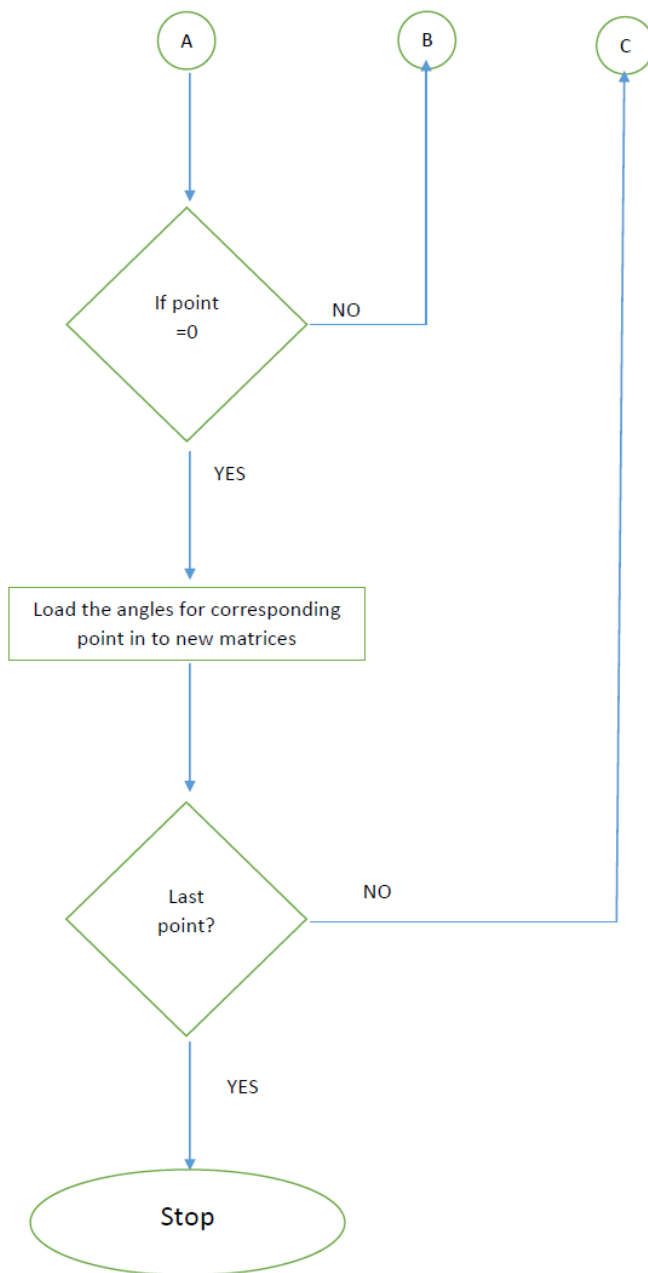 A
B
C
If point
=0
NO
YES
Load the angles for corresponding
point in to new matrices
Last
point?
NO
YES
Stop